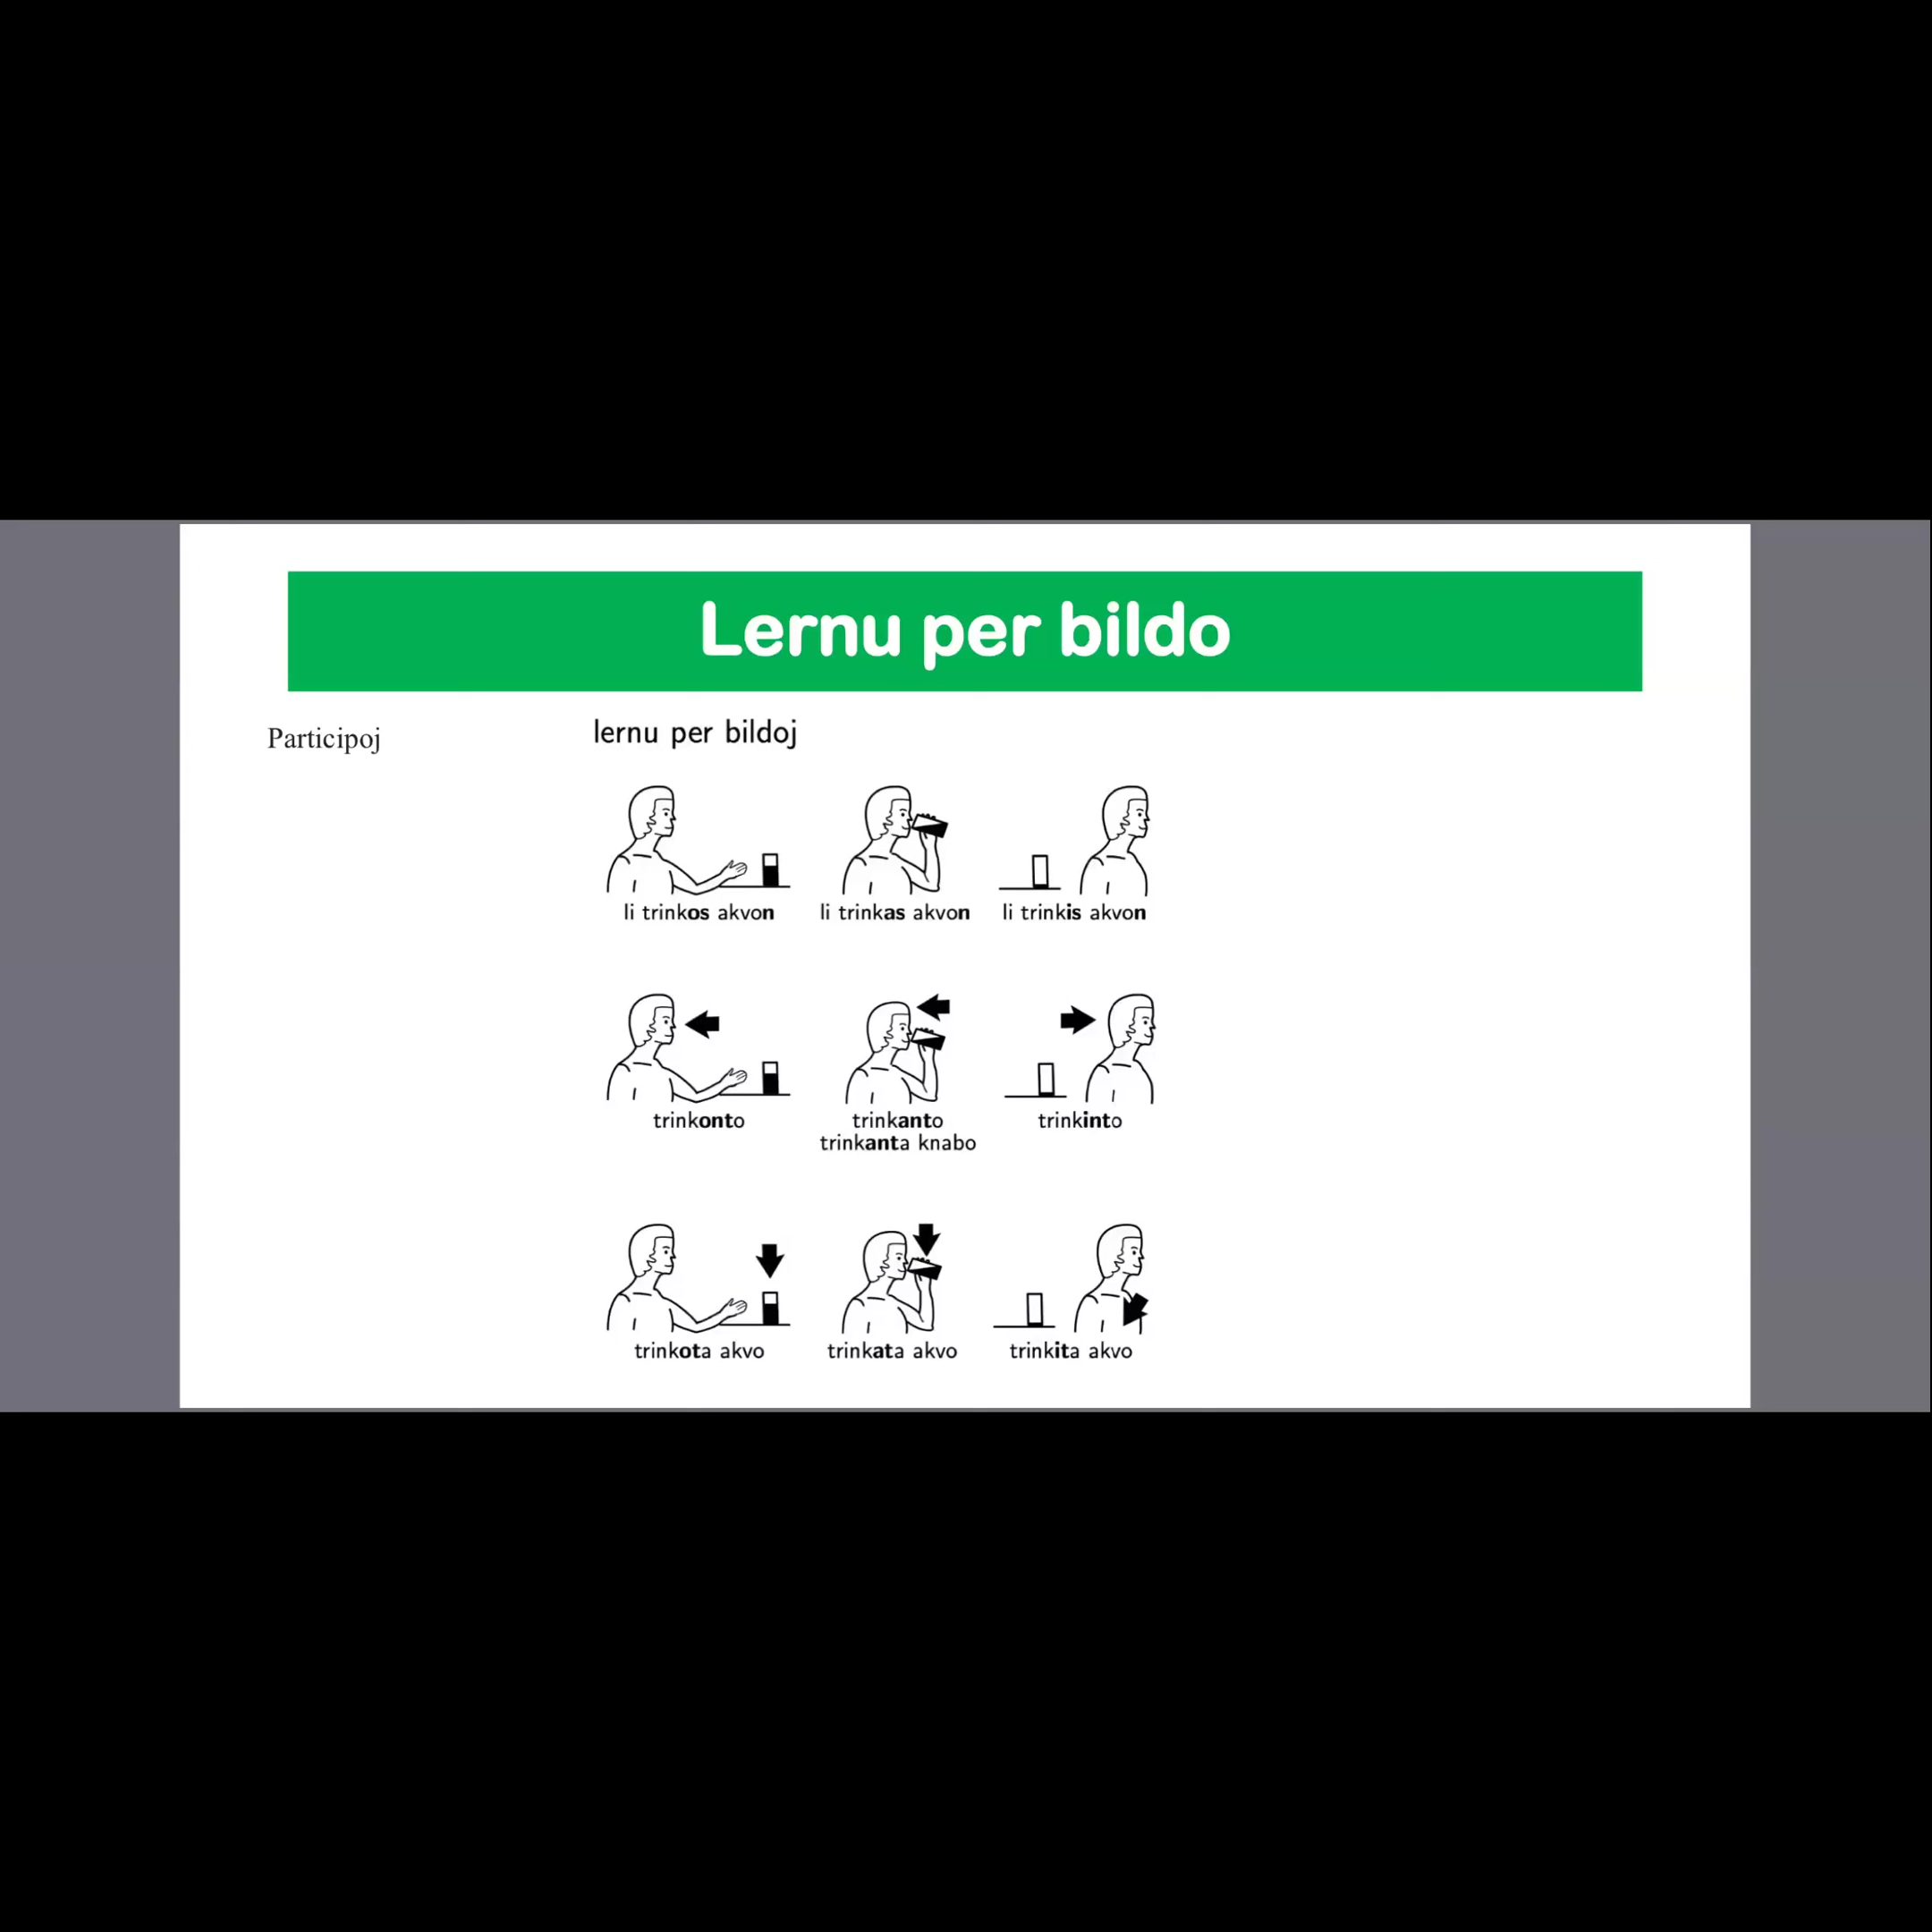 Lernu per bildo
Participoj
lernu per bildoj
li trinkos akvon
li trinkas akvon
li trinkis akvon
trinkonto
trinkanto
trinkanta knabo
trinkinto
trinkota akvo
trinkata akvo
trinkita akvo